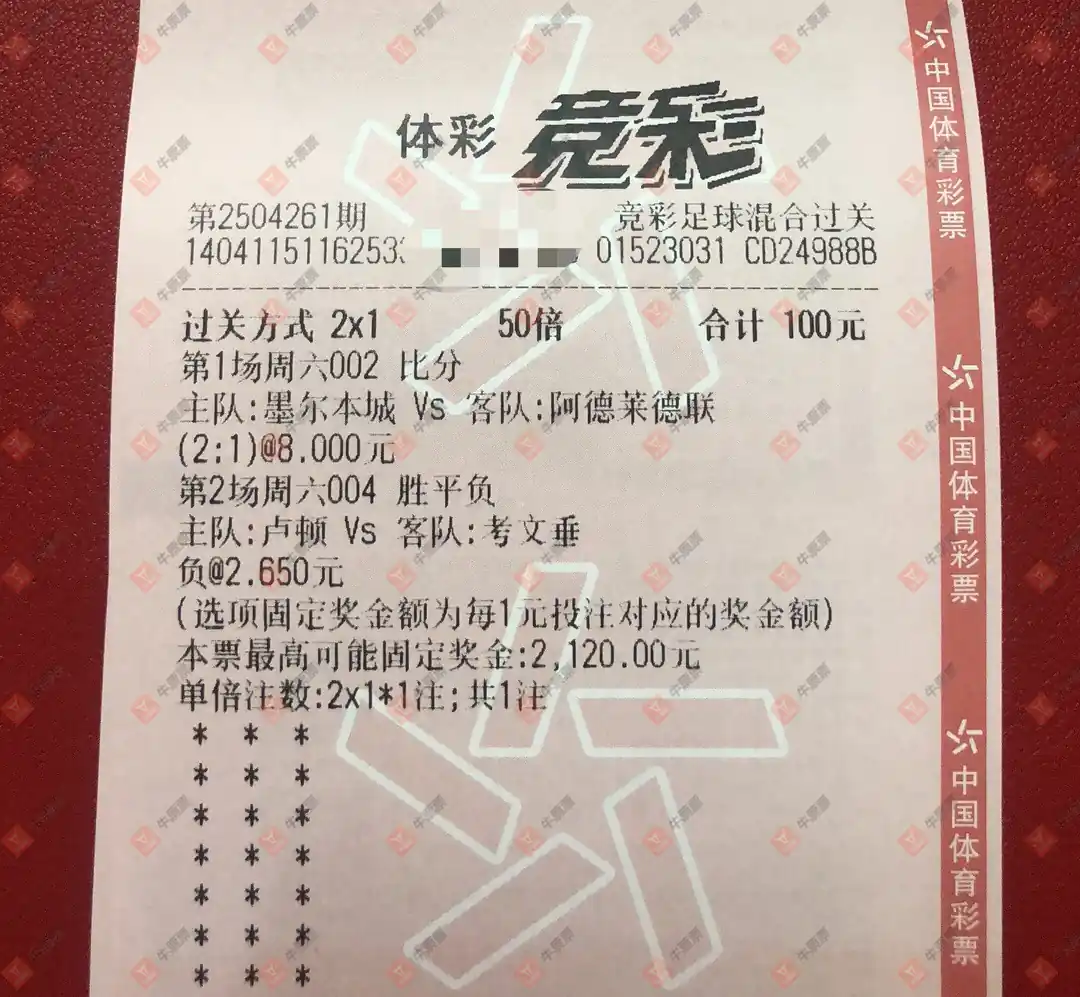 体彩 竞彩
第2504261期 竞彩足球混合过关
14041151162533 01523031 CD24988B
过关方式 2x1 50倍 合计 100元
第1场周六002 比分
主队:墨尔本城 Vs 客队:阿德莱德联
(2:1)@8.000元
第2场周六004 胜平负
主队:卢顿 Vs 客队:考文垂
负@2.650元
(选项固定奖金额为每1元投注对应的奖金额)
本票最高可能固定奖金:2,120.00元
单倍注数:2x1*1注;共1注
* * *
* * *
* * *
* * *
* * *
* * *
* * *
中国体育彩票
中国体育彩票
中国体育彩票